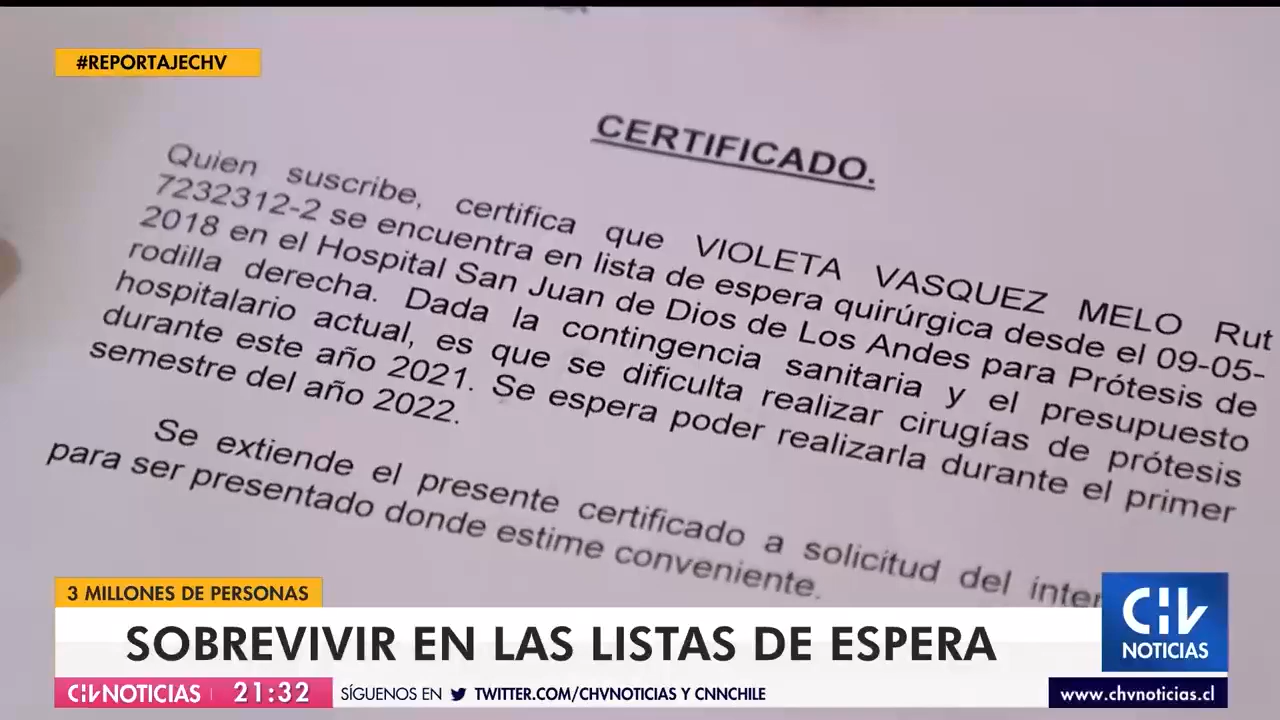 #REPORTAJECHV
CERTIFICADO.
Quien suscribe, certifica que VIOLETA VASQUEZ MELO Rut
7232312-2 se encuentra en lista de espera quirúrgica desde el 09-05-
2018 en el Hospital San Juan de Dios de Los Andes para Prótesis de
rodilla derecha. Dada la contingencia sanitaria y el presupuesto
hospitalario actual, es que se dificulta realizar cirugías de prótesis
durante este año 2021. Se espera poder realizarla durante el primer
semestre del año 2022.
Se extiende el presente certificado a solicitud del
para ser presentado donde estime conveniente.
3 MILLONES DE PERSONAS
SOBREVIVIR EN LAS LISTAS DE ESPERA
CHV NOTICIAS
CHV NOTICIAS 21:32 SÍGUENOS EN TWITTER.COM/CHVNOTICIAS Y CNNCHILE
www.chvnoticias.cl